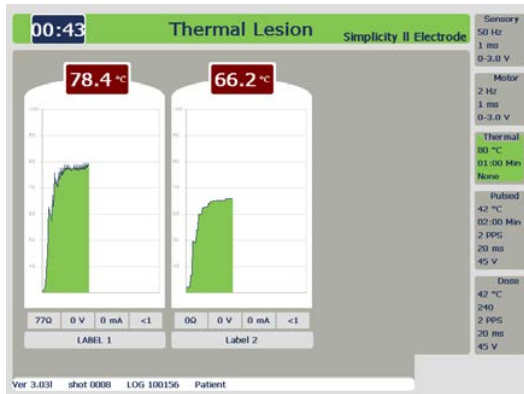 00:43
Thermal Lesion
Simplicity II Electrode
78.4 °C
66.2 °C
77Ω 0 V 0 mA <1
0Ω 0 V 0 mA <1
LABEL 1
Label 2
Sensory
50 Hz
1 ms
0-3.0 V
Motor
2 Hz
1 ms
0-3.0 V
Thermal
80 °C
01:00 Min
None
Pulsed
42 °C
02:00 Min
2 PPS
20 ms
45 V
Dose
42 °C
240
2 PPS
20 ms
45 V
Ver 3.03l shot 0008 LOG 100156 Patient